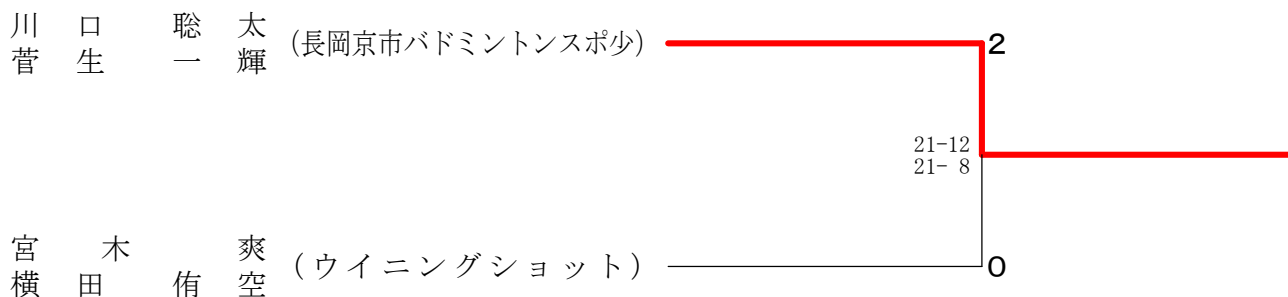 川口 聡太
菅生 一輝
(長岡京市バドミントンスポ少)
2
21-12
21- 8
宮木 爽
横田 侑空
(ウイニングショット)
0